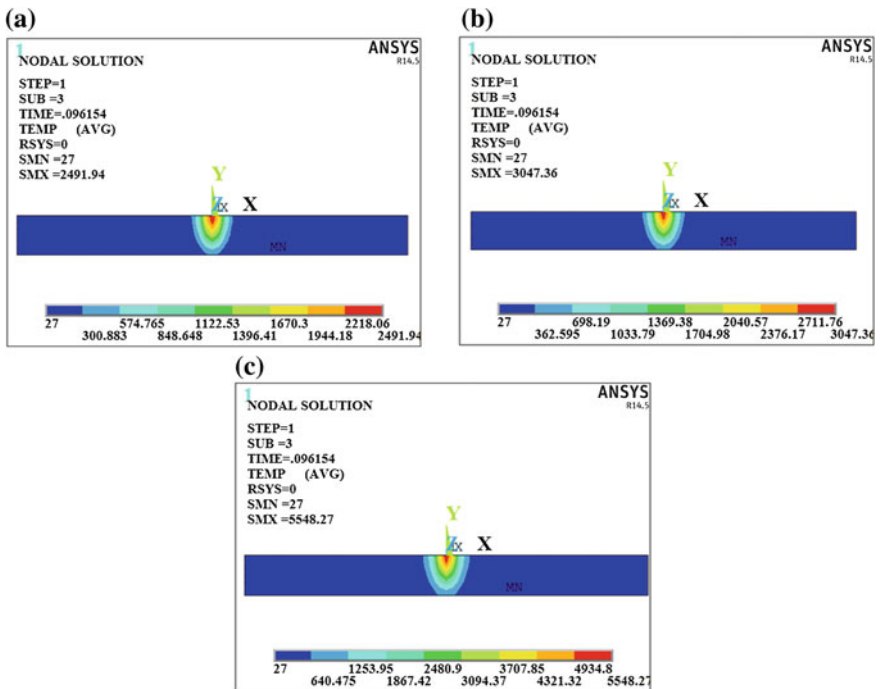 (a)
1
NODAL SOLUTION
ANSYS
R14.5
STEP=1
SUB =3
TIME=.096154
TEMP (AVG)
RSYS=0
SMN =27
SMX =2491.94
Y
Z X X
MN
27 574.765 1122.53 1670.3 2218.06
300.883 848.648 1396.41 1944.18 2491.94
(b)
1
NODAL SOLUTION
ANSYS
R14.5
STEP=1
SUB =3
TIME=.096154
TEMP (AVG)
RSYS=0
SMN =27
SMX =3047.36
Y
Z X X
MN
27 698.19 1369.38 2040.57 2711.76
362.595 1033.79 1704.98 2376.17 3047.36
(c)
1
NODAL SOLUTION
ANSYS
R14.5
STEP=1
SUB =3
TIME=.096154
TEMP (AVG)
RSYS=0
SMN =27
SMX =5548.27
Y
Z X X
MN
27 1253.95 2480.9 3707.85 4934.8
640.475 1867.42 3094.37 4321.32 5548.27